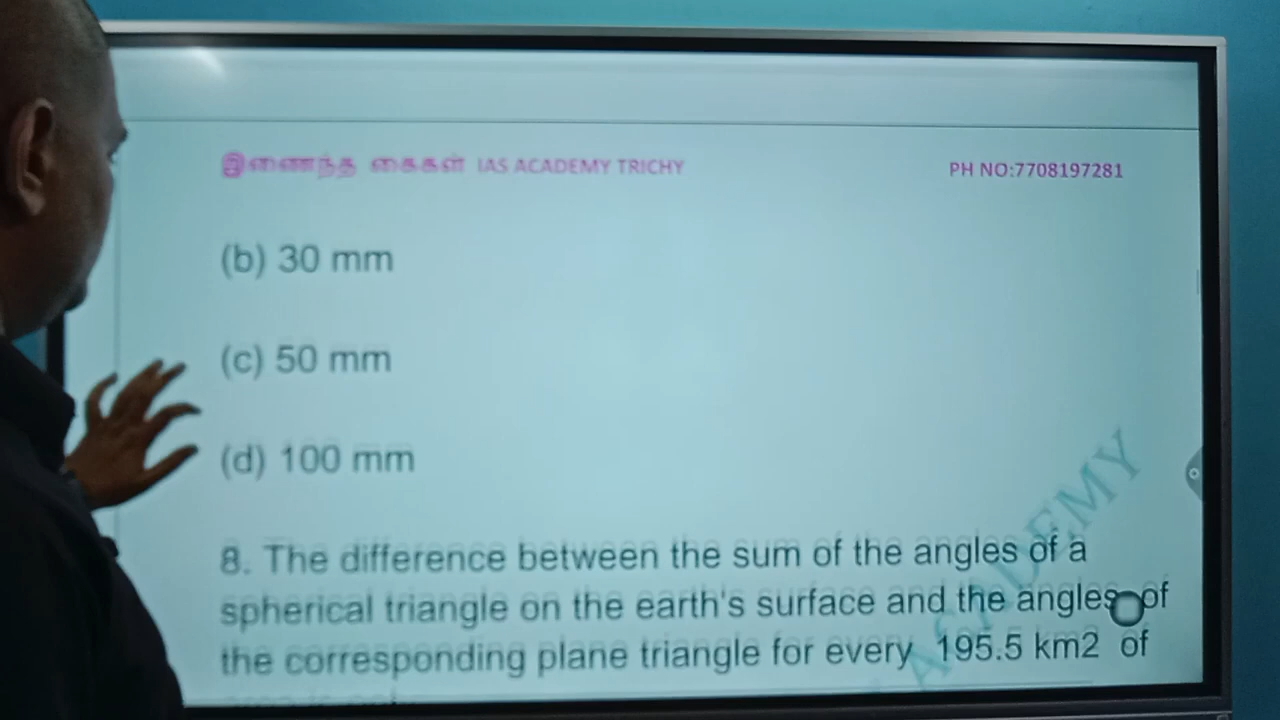 இணைந்த கைகள் IAS ACADEMY TRICHY
PH NO:7708197281
(b) 30 mm
(c) 50 mm
(d) 100 mm
8. The difference between the sum of the angles of a
spherical triangle on the earth's surface and the angles of
the corresponding plane triangle for every 195.5 km2 of
ACADEMY